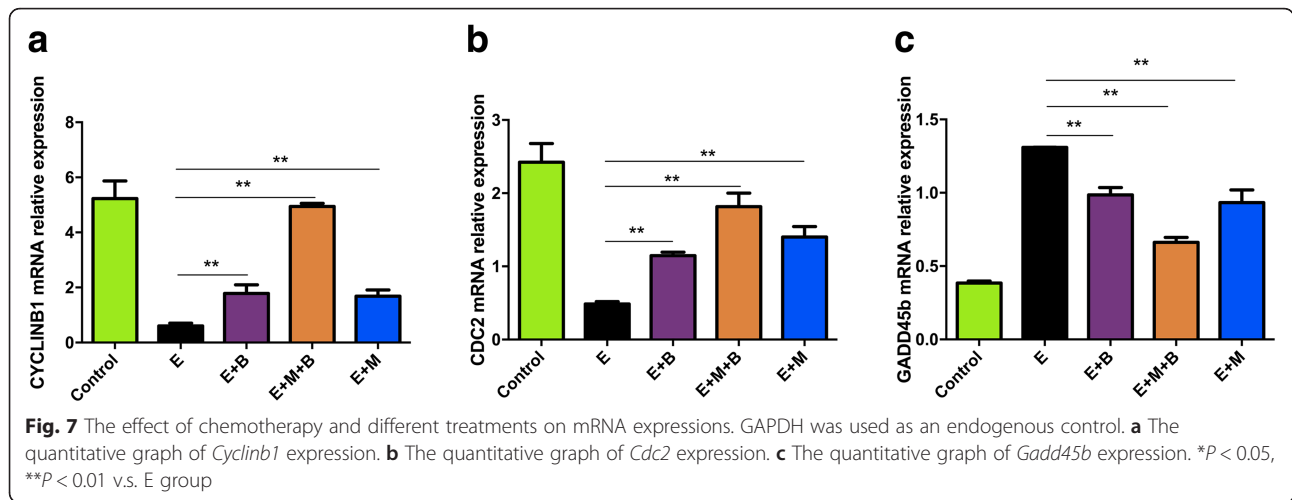 a
b
c
CYCLINB1 mRNA relative expression
8
6
4
2
0
**
**
**
Control
E
E+B
E+M+B
E+M
CDC2 mRNA relative expression
3
2
1
0
**
**
**
Control
E
E+B
E+M+B
E+M
GADD45b mRNA relative expression
1.5
1.0
0.5
0.0
**
**
**
Control
E
E+B
E+M+B
E+M
Fig. 7 The effect of chemotherapy and different treatments on mRNA expressions. GAPDH was used as an endogenous control. a The
quantitative graph of Cyclinb1 expression. b The quantitative graph of Cdc2 expression. c The quantitative graph of Gadd45b expression. *P < 0.05,
**P < 0.01 v.s. E group